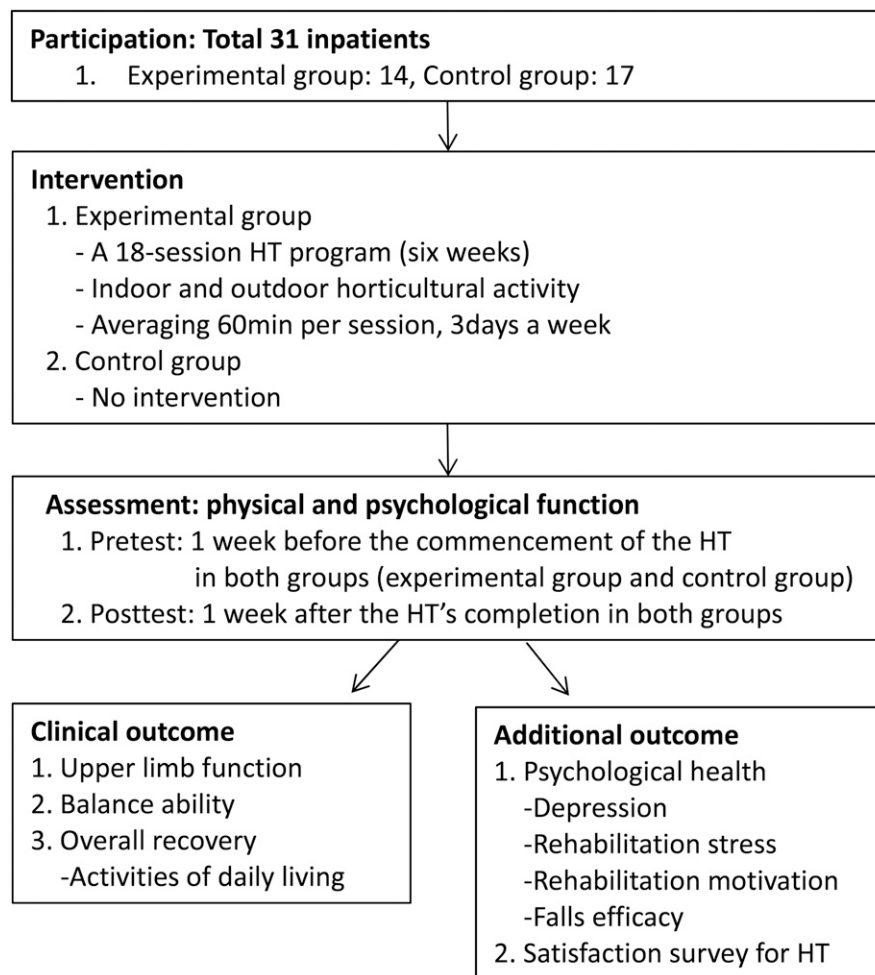 Participation: Total 31 inpatients
1. Experimental group: 14, Control group: 17
Intervention
1. Experimental group
- A 18-session HT program (six weeks)
- Indoor and outdoor horticultural activity
- Averaging 60min per session, 3days a week
2. Control group
- No intervention
Assessment: physical and psychological function
1. Pretest: 1 week before the commencement of the HT
in both groups (experimental group and control group)
2. Posttest: 1 week after the HT’s completion in both groups
Clinical outcome
1. Upper limb function
2. Balance ability
3. Overall recovery
-Activities of daily living
Additional outcome
1. Psychological health
-Depression
-Rehabilitation stress
-Rehabilitation motivation
-Falls efficacy
2. Satisfaction survey for HT